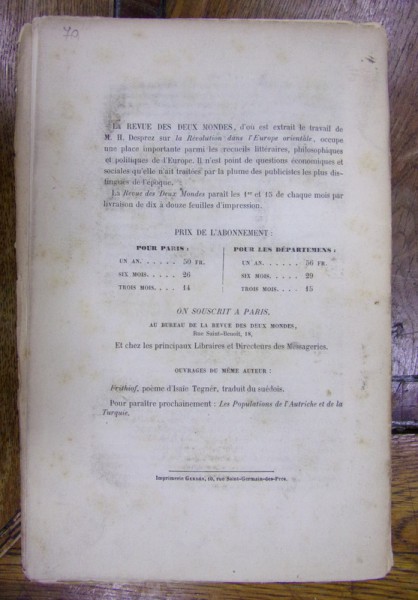 70
La REVUE DES DEUX MONDES, d'où est extrait le travail de
M. H. Desprez sur la Révolution dans l'Europe orientale, occupe
une place importante parmi les recueils littéraires, philosophiques
et politiques de l'Europe. Il n'est point de questions économiques et
sociales qu'elle n'ait traitées par la plume des publicistes les plus dis-
tingués de l'époque.
La Revue des Deux Mondes paraît les 1er et 15 de chaque mois par
livraison de dix à douze feuilles d'impression.
PRIX DE L'ABONNEMENT :
POUR PARIS :
UN AN. . . . . . 50 FR.
SIX MOIS. . . . . 26
TROIS MOIS. . . . 14
POUR LES DÉPARTEMENS :
UN AN. . . . . . 56 FR.
SIX MOIS. . . . . 29
TROIS MOIS. . . . 15
ON SOUSCRIT A PARIS,
AU BUREAU DE LA REVUE DES DEUX MONDES,
Rue Saint-Benoît, 18,
Et chez les principaux Libraires et Directeurs des Messageries.
OUVRAGES DU MÊME AUTEUR :
Frithiof, poème d'Isaïe Tegnér, traduit du suédois.
Pour paraître prochainement : Les Populations de l'Autriche et de la
Turquie.
Imprimerie GERDÈS, 10, rue Saint-Germain-des-Prés.